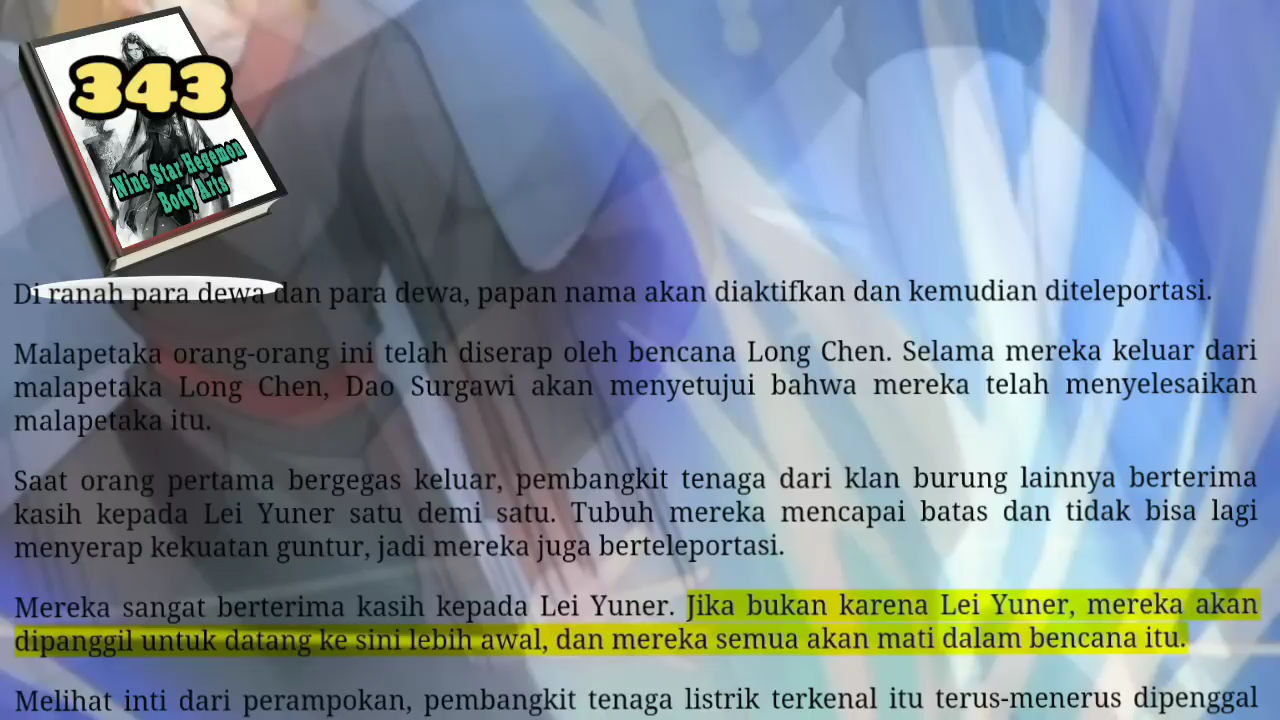 343
Nine Star Hegemon
Body Arts
Di ranah para dewa dan para dewa, papan nama akan diaktifkan dan kemudian diteleportasi.
Malapetaka orang-orang ini telah diserap oleh bencana Long Chen. Selama mereka keluar dari
malapetaka Long Chen, Dao Surgawi akan menyetujui bahwa mereka telah menyelesaikan
malapetaka itu.
Saat orang pertama bergegas keluar, pembangkit tenaga dari klan burung lainnya berterima
kasih kepada Lei Yuner satu demi satu. Tubuh mereka mencapai batas dan tidak bisa lagi
menyerap kekuatan guntur, jadi mereka juga berteleportasi.
Mereka sangat berterima kasih kepada Lei Yuner. Jika bukan karena Lei Yuner, mereka akan
dipanggil untuk datang ke sini lebih awal, dan mereka semua akan mati dalam bencana itu.
Melihat inti dari perampokan, pembangkit tenaga listrik terkenal itu terus-menerus dipenggal